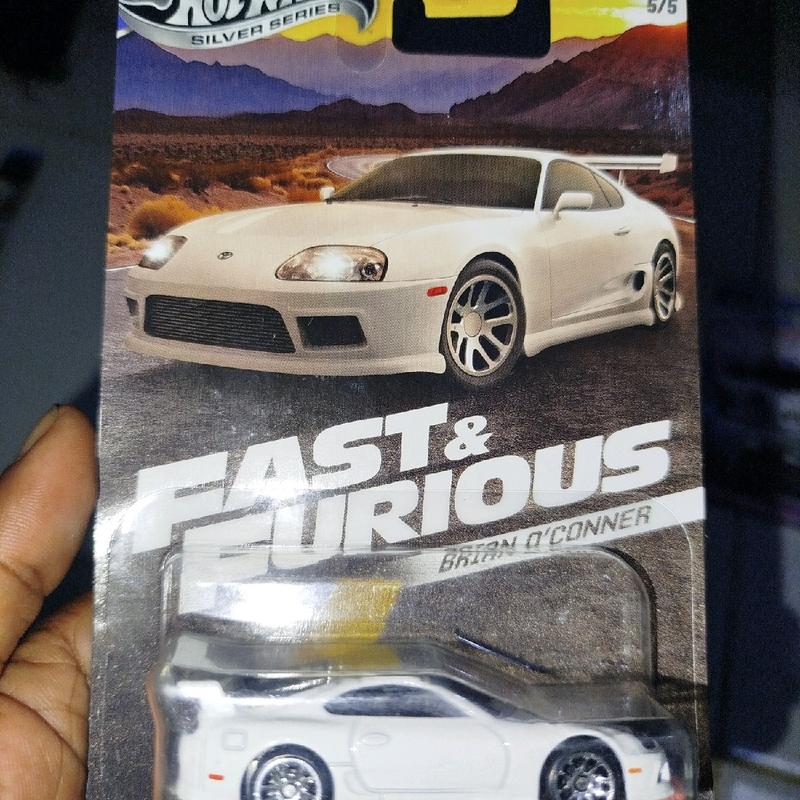 SILVER SERIES
5/5
FAST &
FURIOUS
BRIAN O'CONNER